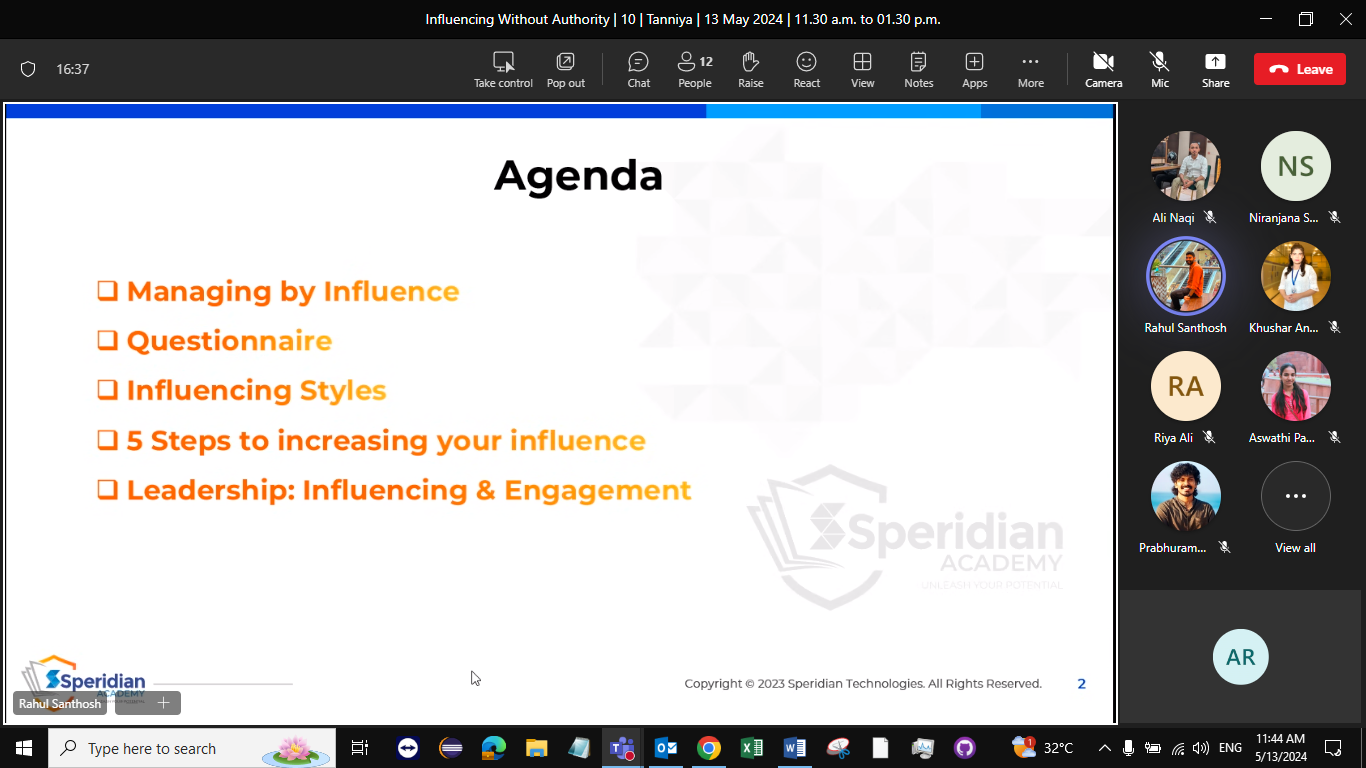 Influencing Without Authority | 10 | Tanniya | 13 May 2024 | 11.30 a.m. to 01.30 p.m.
16:37
Take control
Pop out
Chat
12
People
Raise
React
View
Notes
Apps
More
Camera
Mic
Share
Leave
Agenda
Managing by Influence
Questionnaire
Influencing Styles
5 Steps to increasing your influence
Leadership: Influencing & Engagement
Speridian
ACADEMY
UNLEASH YOUR POTENTIAL
Speridian
ACADEMY
Copyright © 2023 Speridian Technologies. All Rights Reserved.
2
Rahul Santhosh
Ali Naqi
NS
Niranjana S...
Rahul Santhosh
Khushar An...
RA
Riya Ali
Aswathi Pa...
Prabhuram...
View all
AR
Type here to search
1
32°C
ENG
11:44 AM
5/13/2024